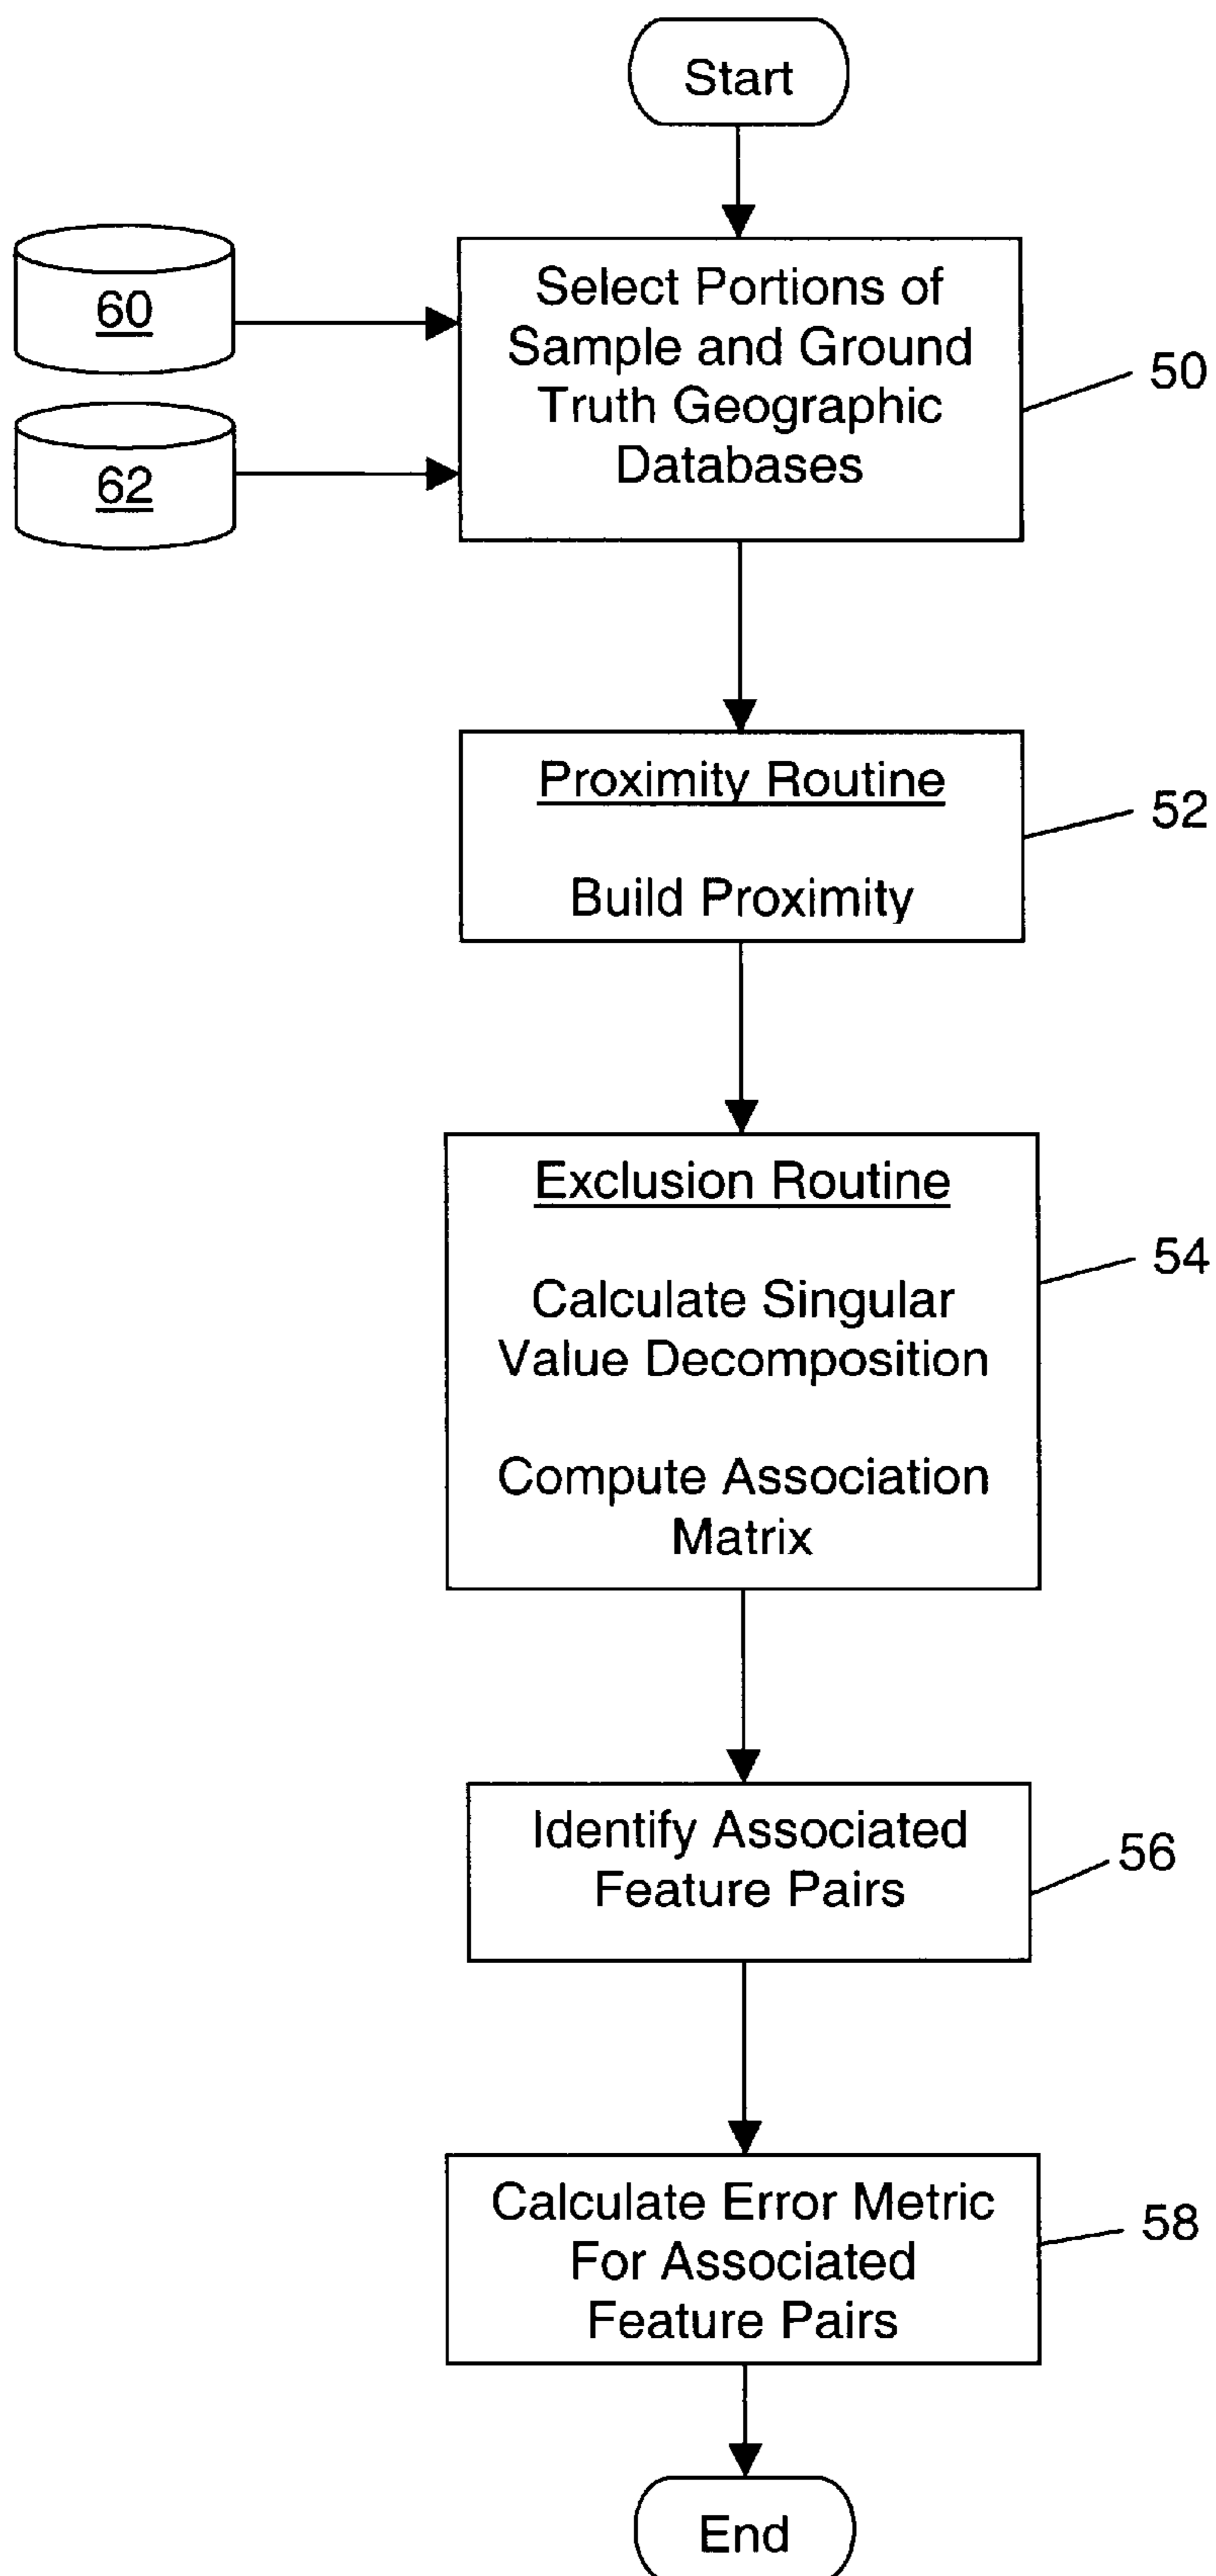 Start
60
Select Portions of
Sample and Ground
Truth Geographic
Databases
50
62
Proximity Routine
Build Proximity
52
Exclusion Routine
Calculate Singular
Value Decomposition
Compute Association
Matrix
54
Identify Associated
Feature Pairs
56
Calculate Error Metric
For Associated
Feature Pairs
58
End